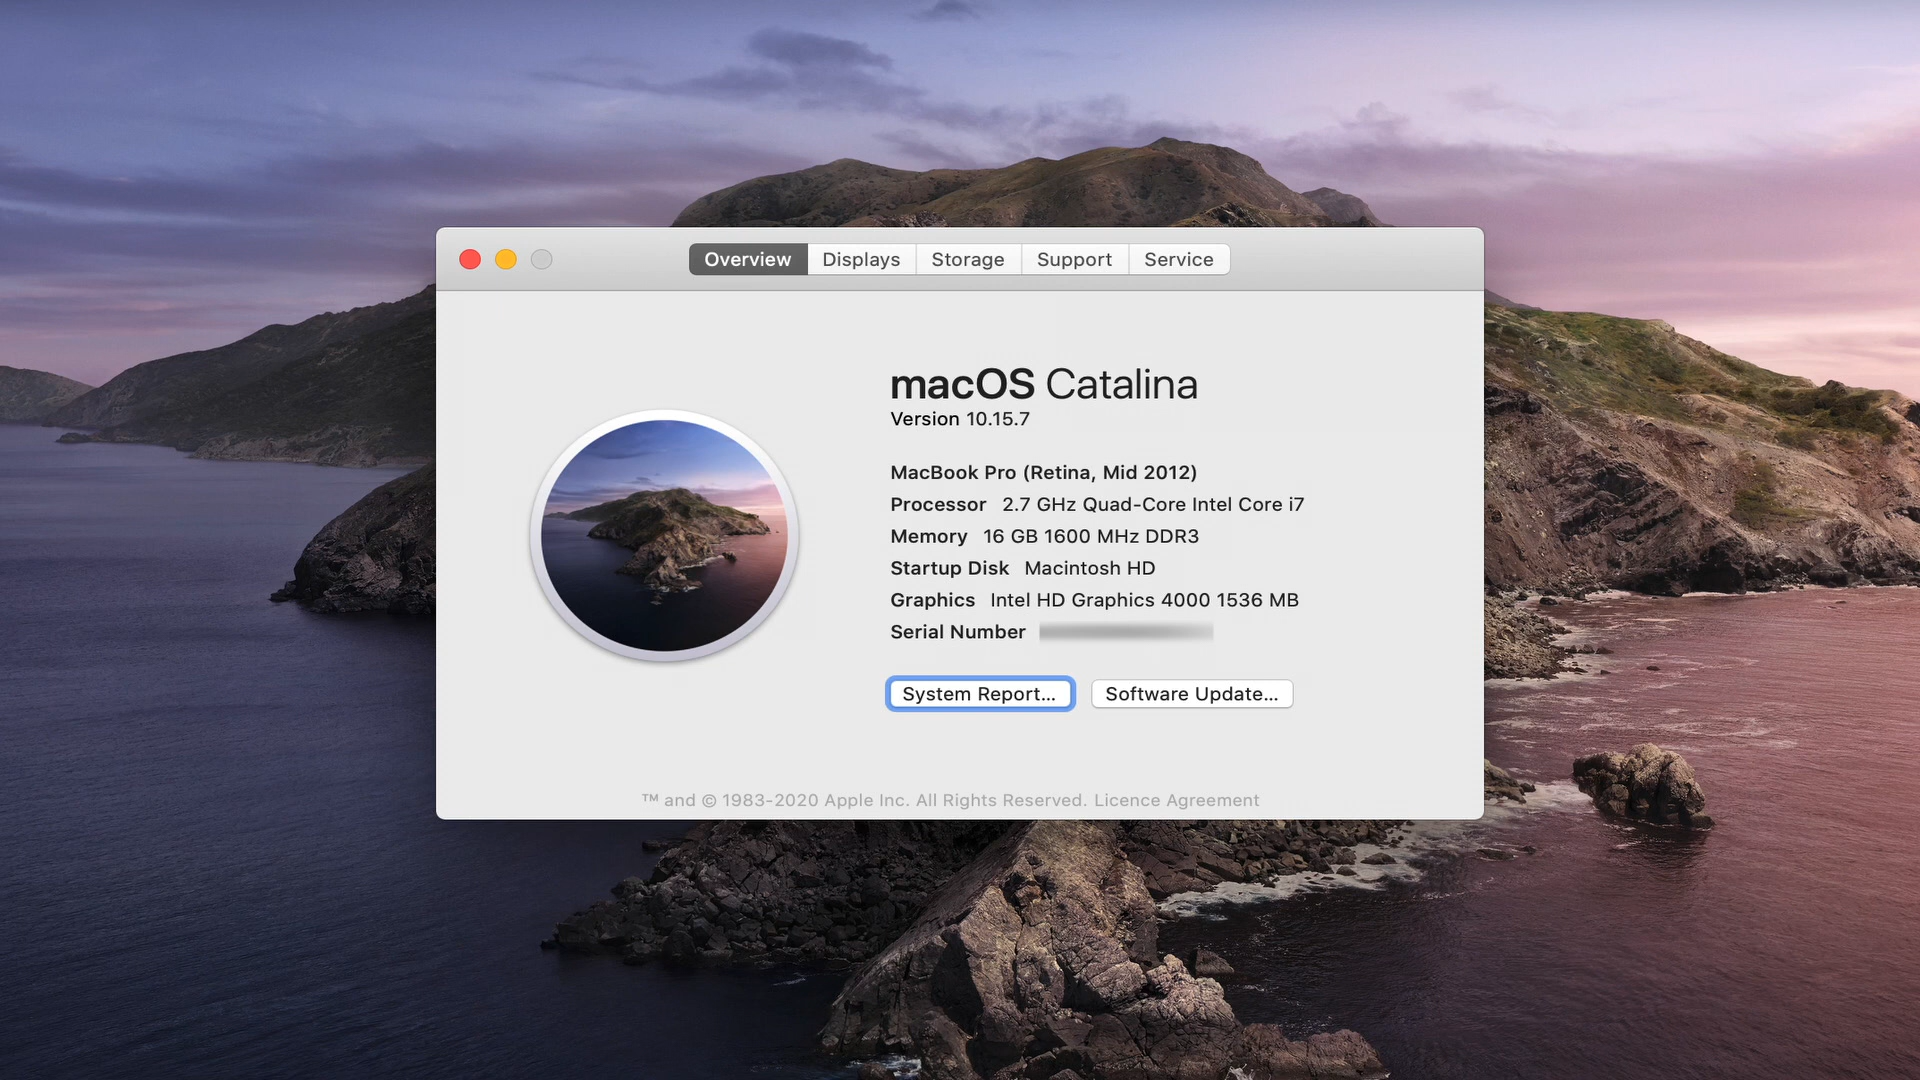 Overview Displays Storage Support Service
macOS Catalina
Version 10.15.7
MacBook Pro (Retina, Mid 2012)
Processor 2.7 GHz Quad-Core Intel Core i7
Memory 16 GB 1600 MHz DDR3
Startup Disk Macintosh HD
Graphics Intel HD Graphics 4000 1536 MB
Serial Number
System Report... Software Update...
™ and © 1983-2020 Apple Inc. All Rights Reserved. Licence Agreement